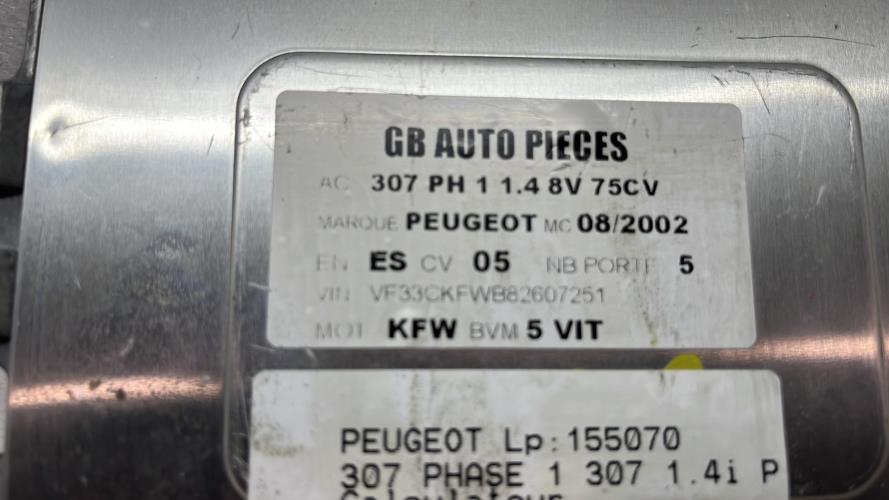 GB AUTO PIECES
AC 307 PH 1 1.4 8V 75CV
MARQUE PEUGEOT MC 08/2002
EN ES CV 05 NB PORTE 5
VIN VF33CKFWB82607251
MOT KFW BVM 5 VIT
PEUGEOT Lp:155070
307 PHASE 1 307 1.4i P
Calculateur